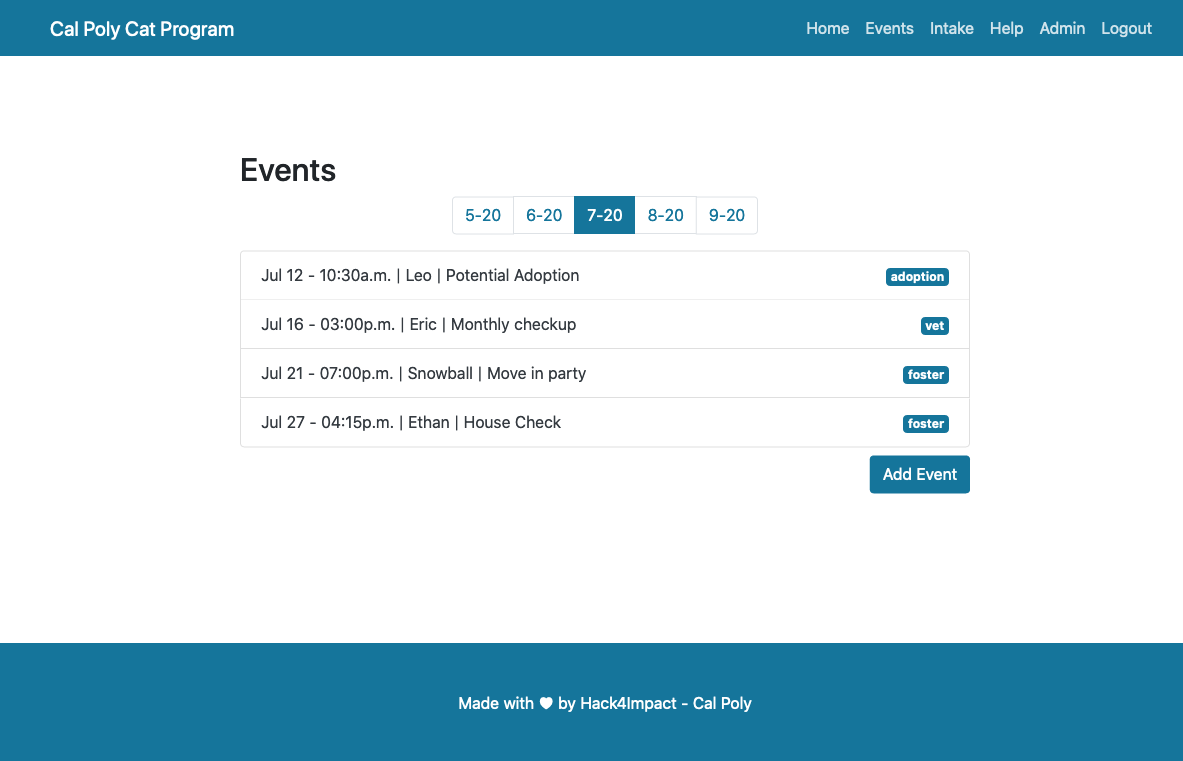 Cal Poly Cat Program Home Events Intake Help Admin Logout
Events
5-20 6-20 7-20 8-20 9-20
Jul 12 - 10:30a.m. | Leo | Potential Adoption adoption
Jul 16 - 03:00p.m. | Eric | Monthly checkup vet
Jul 21 - 07:00p.m. | Snowball | Move in party foster
Jul 27 - 04:15p.m. | Ethan | House Check foster
Add Event
Made with ♥ by Hack4Impact - Cal Poly